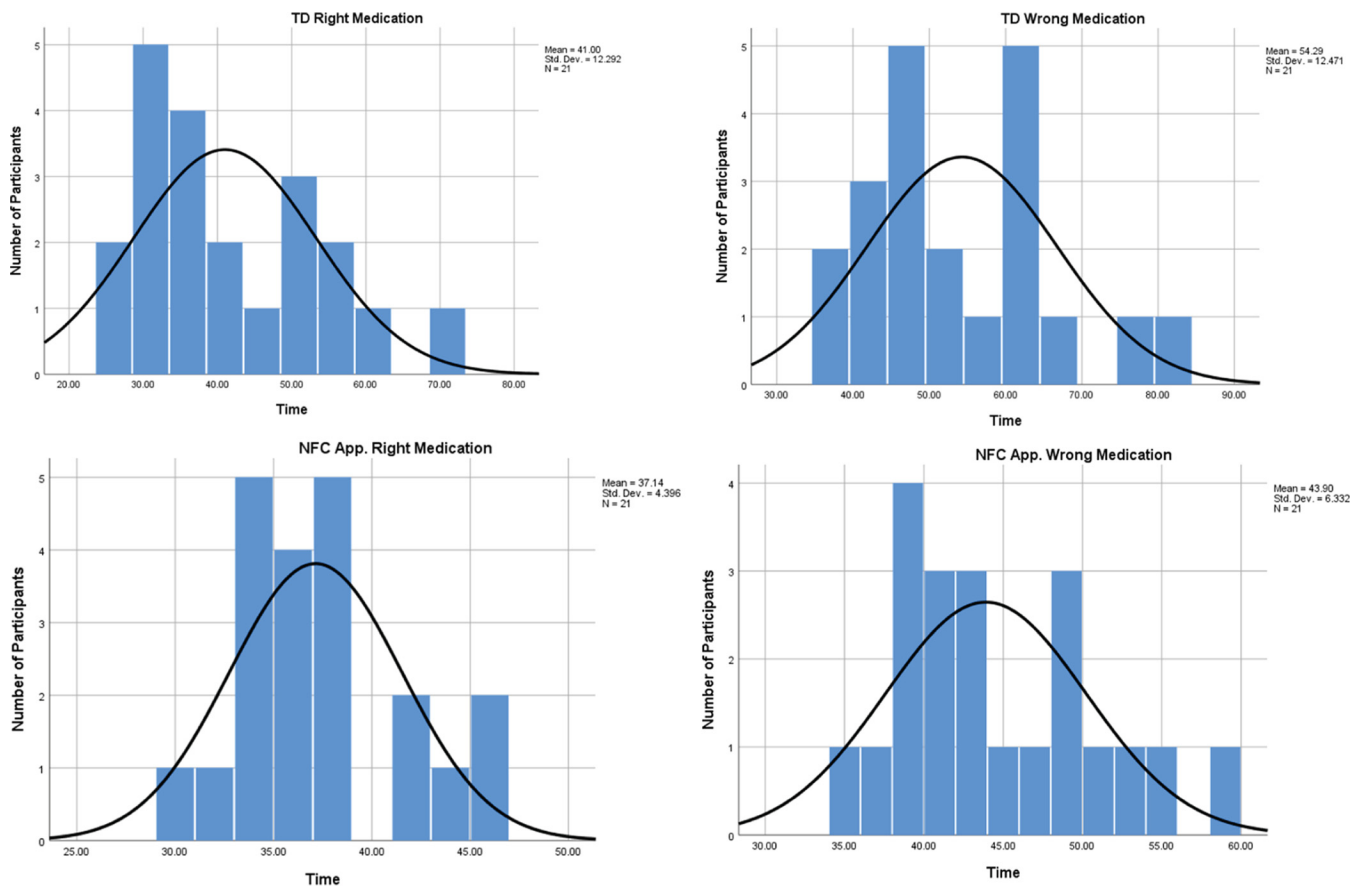 TD Right Medication
Mean = 41.00
Std. Dev. = 12.292
N = 21
Number of Participants
5
4
3
2
1
0
20.00 30.00 40.00 50.00 60.00 70.00 80.00
Time
TD Wrong Medication
Mean = 54.29
Std. Dev. = 12.471
N = 21
Number of Participants
5
4
3
2
1
0
30.00 40.00 50.00 60.00 70.00 80.00 90.00
Time
NFC App. Right Medication
Mean = 37.14
Std. Dev. = 4.396
N = 21
Number of Participants
5
4
3
2
1
0
25.00 30.00 35.00 40.00 45.00 50.00
Time
NFC App. Wrong Medication
Mean = 43.90
Std. Dev. = 6.332
N = 21
Number of Participants
4
3
2
1
0
30.00 35.00 40.00 45.00 50.00 55.00 60.00
Time